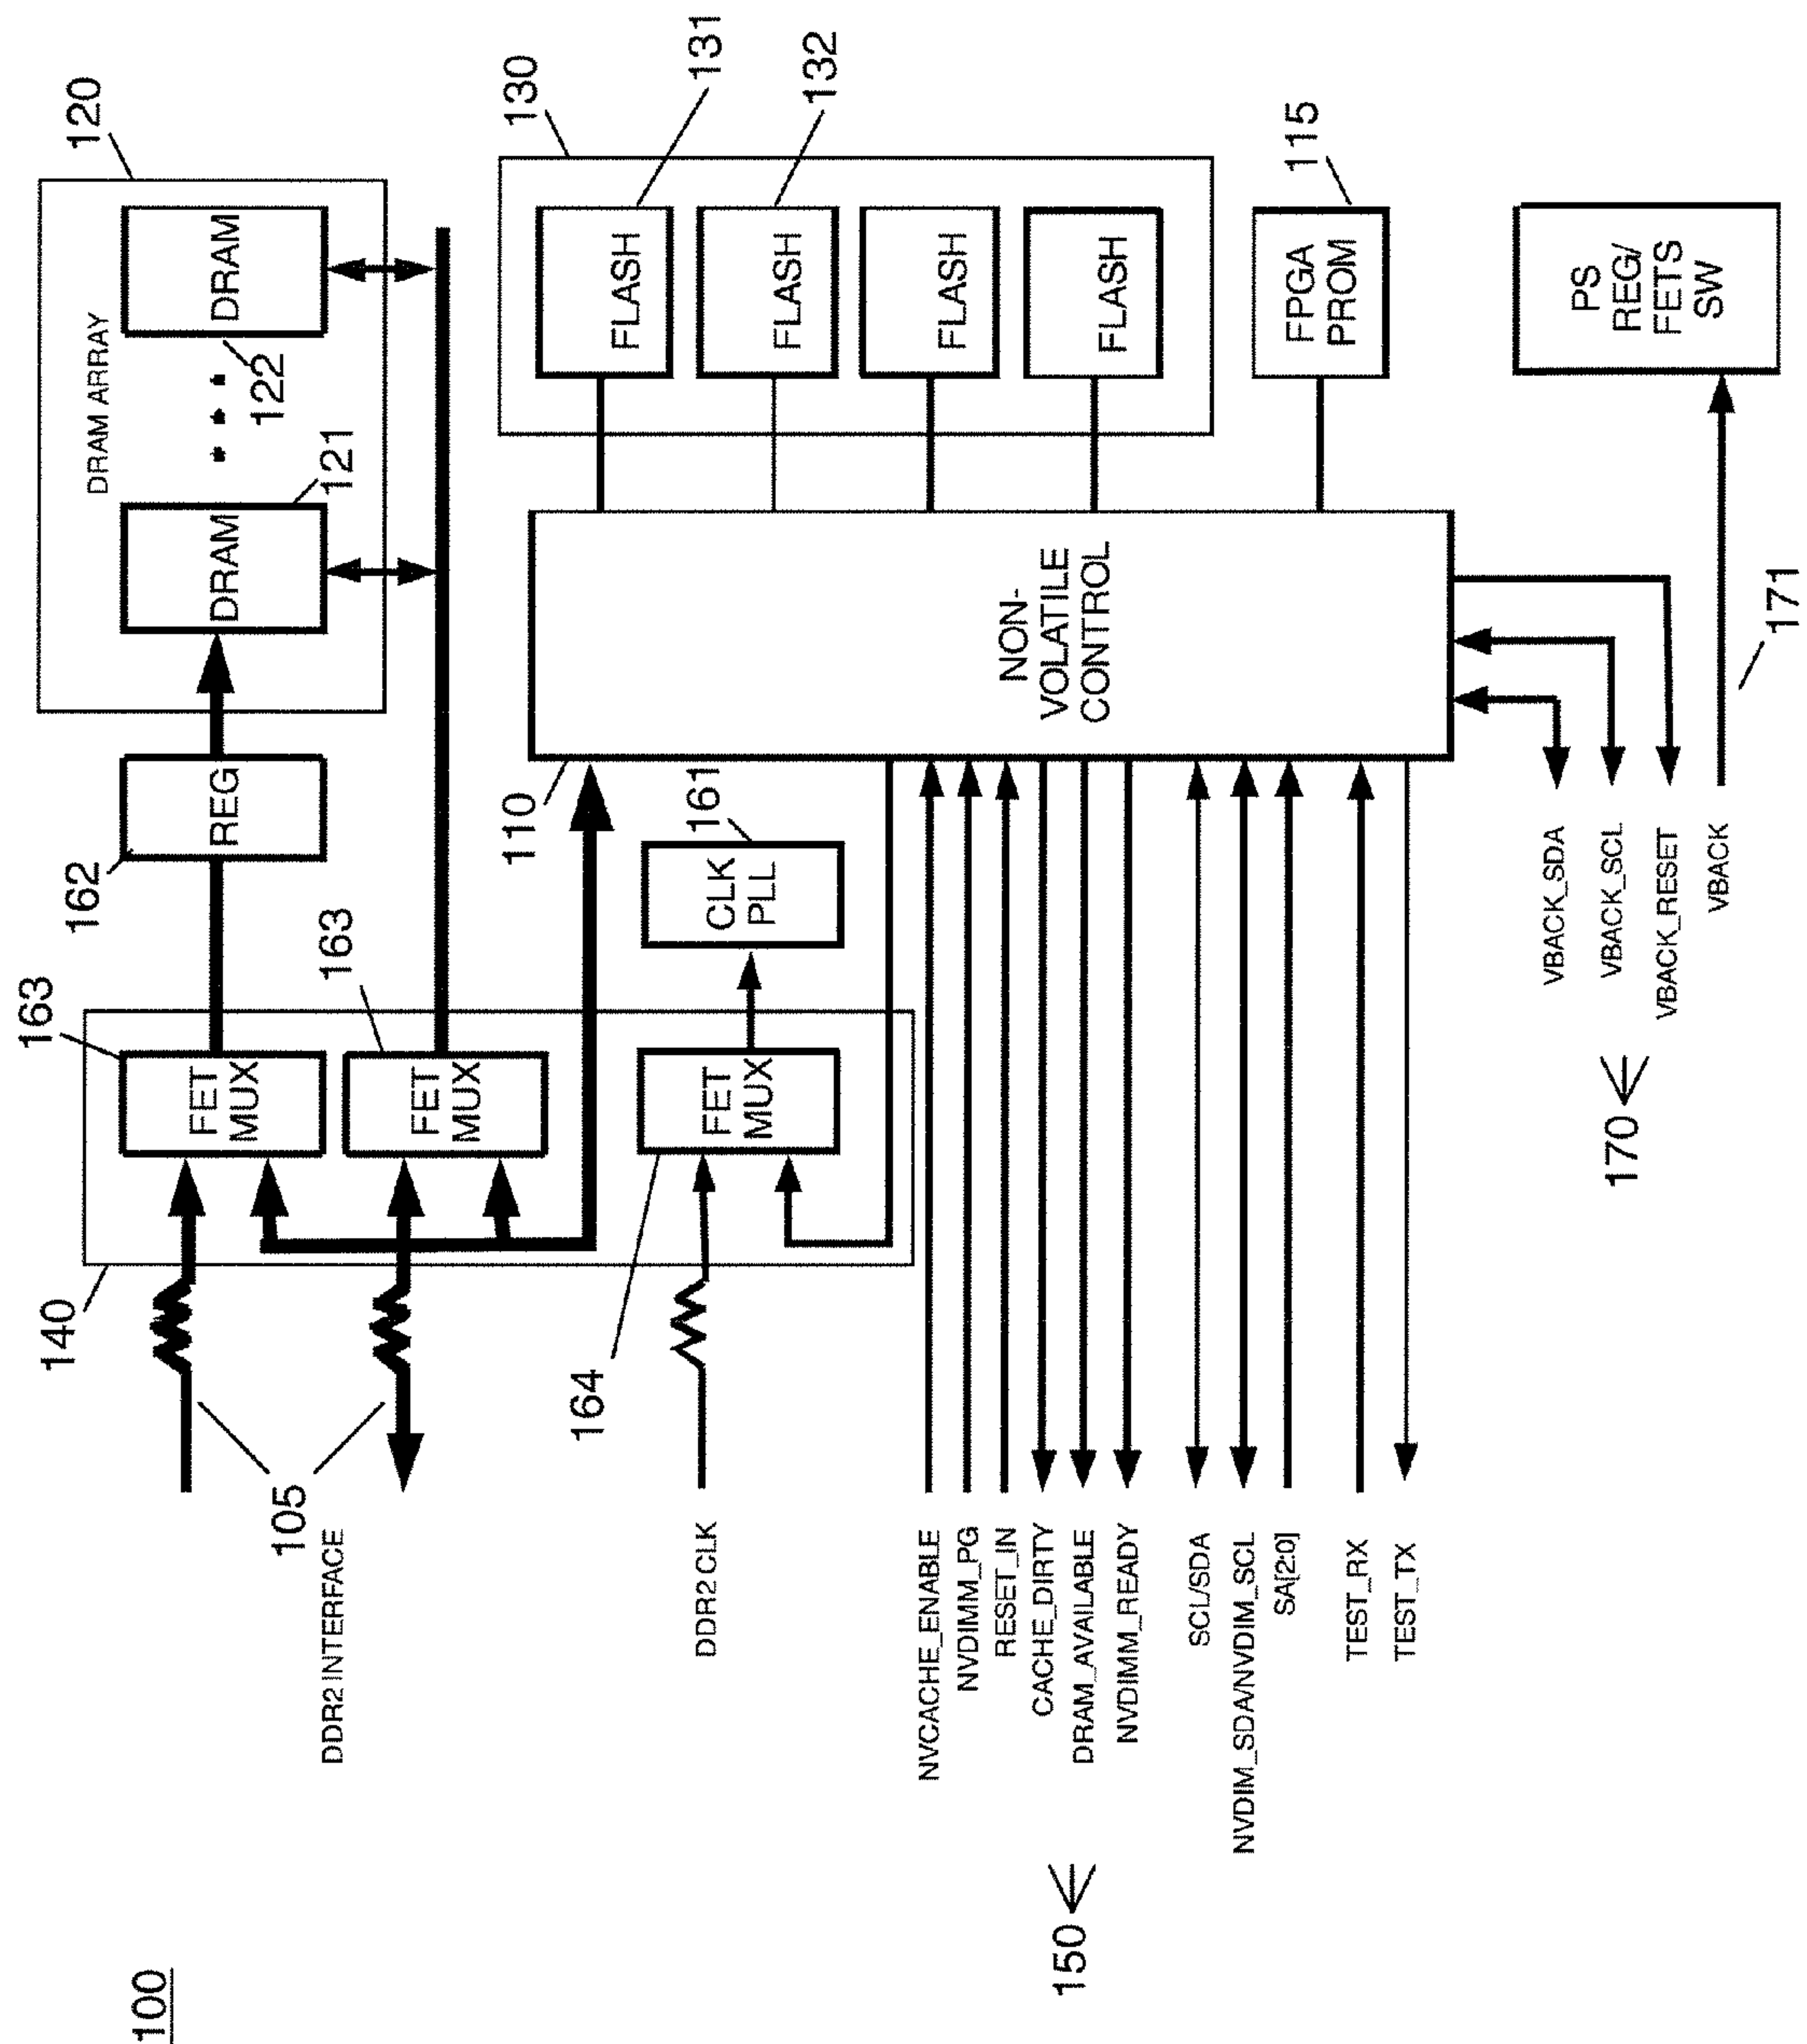 100
140
163
162
120
DRAM ARRAY
FET
MUX
REG
DRAM
DRAM
121
122
105
DDR2 INTERFACE
163
FET
MUX
110
161
130
131
132
164
DDR2 CLK
FET
MUX
CLK
PLL
NON-
VOLATILE
CONTROL
FLASH
FLASH
FLASH
FLASH
115
FPGA
PROM
150
NVCACHE_ENABLE
NVDIMM_PG
RESET_IN
CACHE_DIRTY
DRAM_AVAILABLE
NVDIMM_READY
SCL/SDA
NVDIM_SDA/NVDIM_SCL
SA[2:0]
TEST_RX
TEST_TX
170
VBACK_SDA
VBACK_SCL
VBACK_RESET
VBACK
171
PS
REG/
FETS
SW